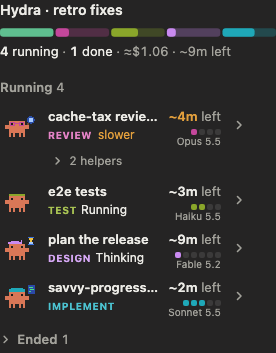 Hydra · retro fixes
4 running · 1 done · ≈$1.06 · ~9m left
Running 4
cache-tax revie... ~4m left
REVIEW slower Opus 5.5
2 helpers
e2e tests ~3m left
TEST Running Haiku 5.5
plan the release ~9m left
DESIGN Thinking Fable 5.2
savvy-progress... ~2m left
IMPLEMENT Sonnet 5.5
Ended 1